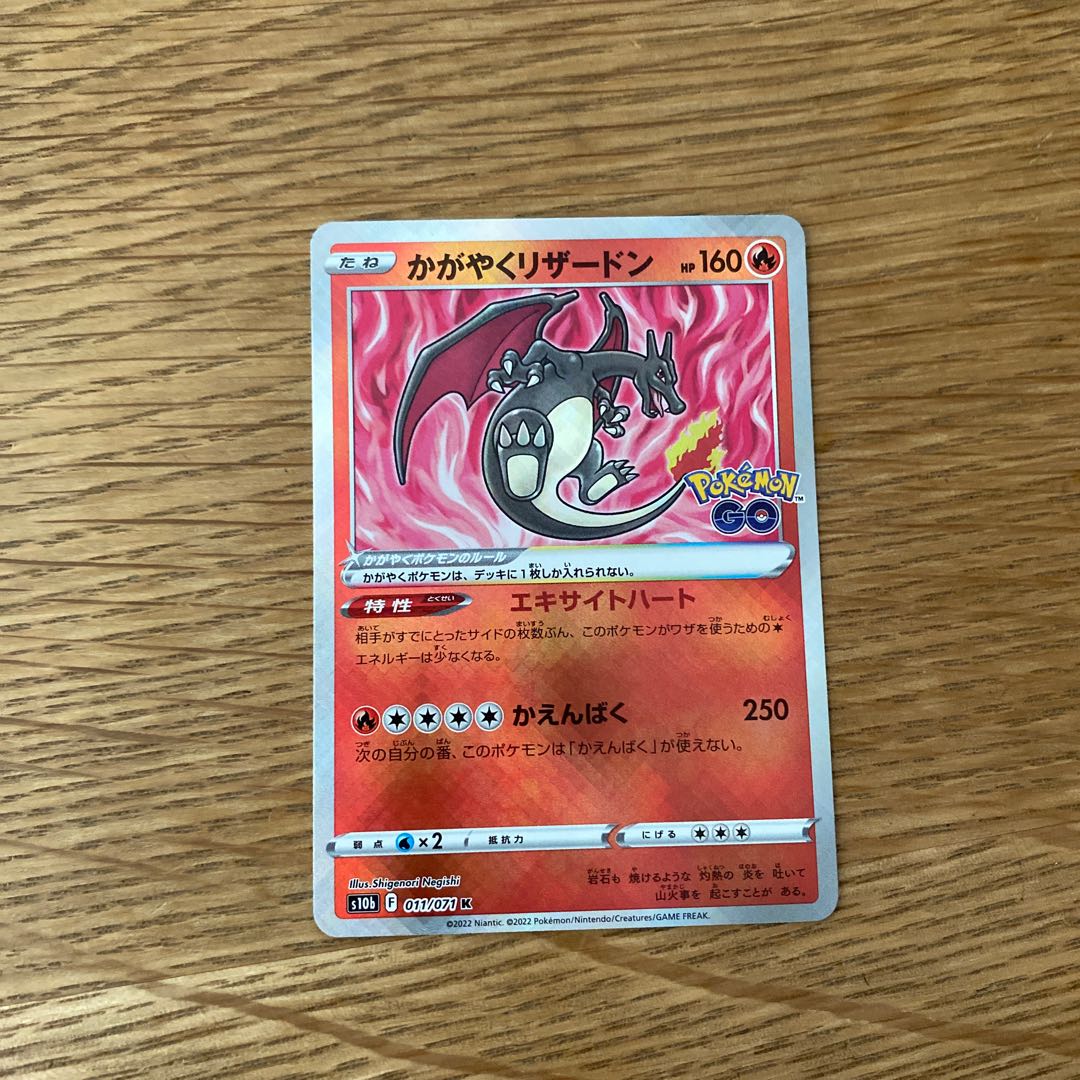 たね かがやくリザードン HP 160
Pokémon
GO
かがやくポケモンのルール
かがやくポケモンは、デッキに1枚しか入れられない。
特性 とくせい エキサイトハート
相手がすでにとったサイドの枚数ぶん、このポケモンがワザを使うための
エネルギーは少なくなる。
かえんばく 250
次の自分の番、このポケモンは「かえんばく」が使えない。
弱点 ×2 抵抗力 にげる
Illus.Shigenori Negishi
岩石も 焼けるような 灼熱の 炎を 吐いて
山火事を 起こすことが ある。
s10b F 011/071 K
©2022 Niantic. ©2022 Pokémon/Nintendo/Creatures/GAME FREAK.